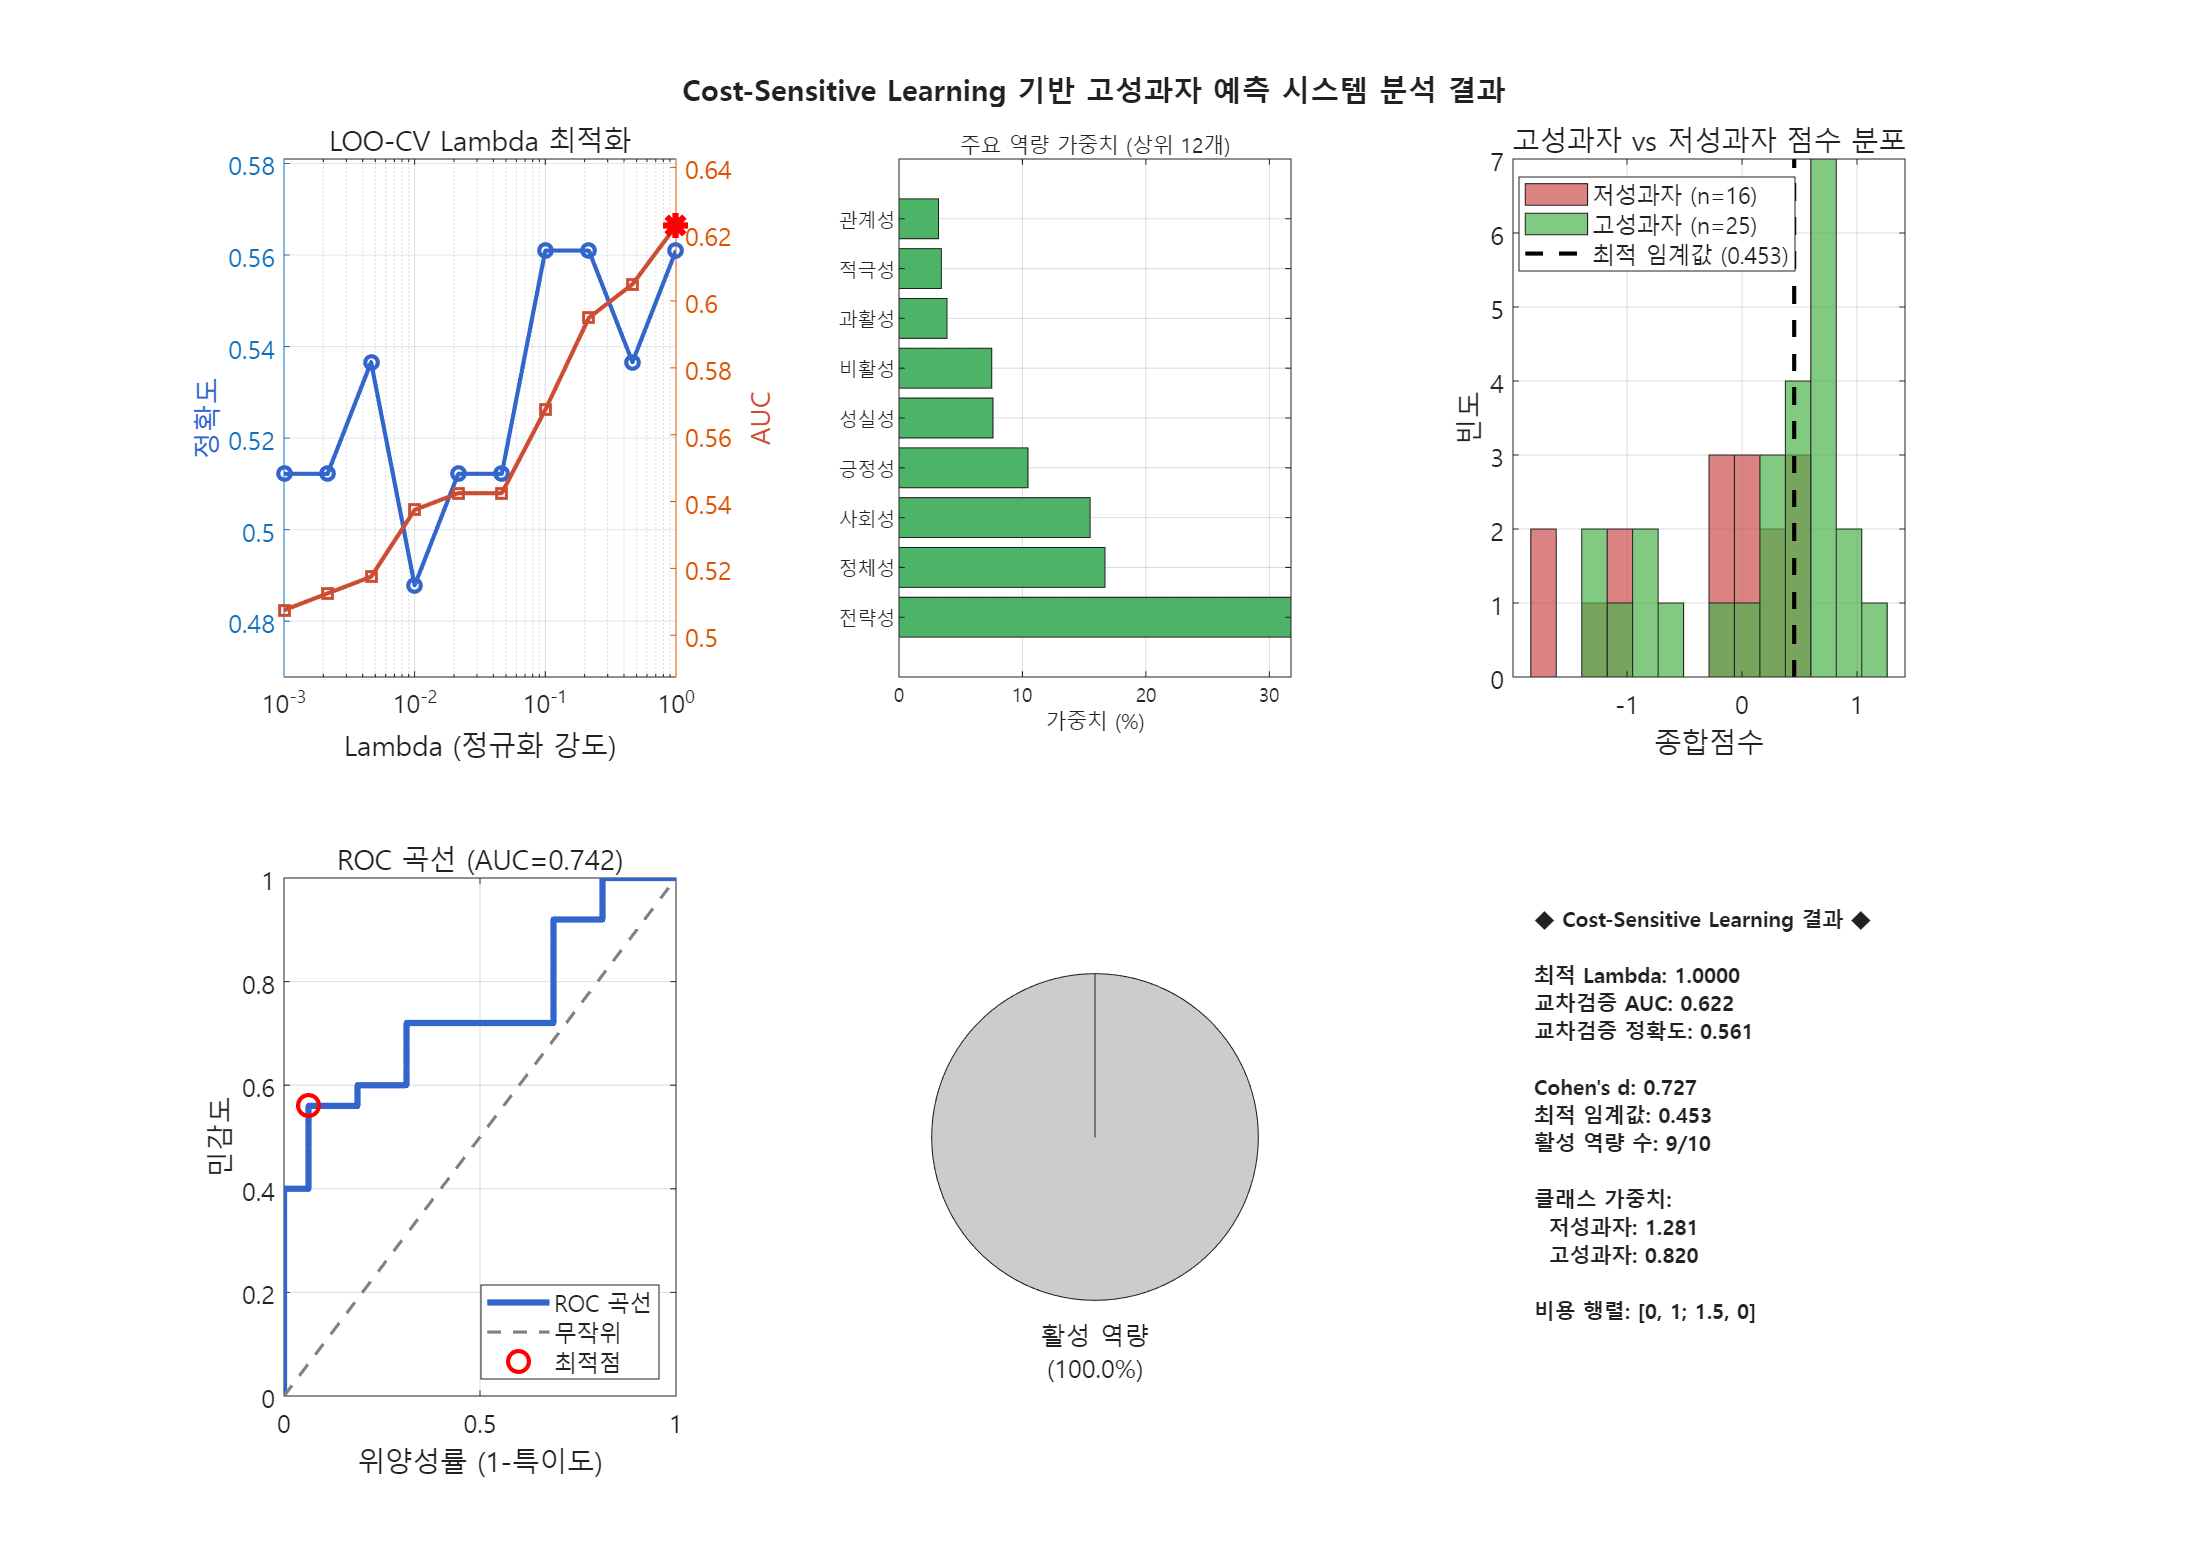 Cost-Sensitive Learning 기반 고성과자 예측 시스템 분석 결과
LOO-CV Lambda 최적화
0.58
0.56
0.54
0.52
0.5
0.48
정확도
0.64
0.62
0.6
0.58
0.56
0.54
0.52
0.5
AUC
10-3
10-2
10-1
100
Lambda (정규화 강도)
주요 역량 가중치 (상위 12개)
관계성
적극성
과활성
비활성
성실성
긍정성
사회성
정체성
전략성
0
10
20
30
가중치 (%)
고성과자 vs 저성과자 점수 분포
7
6
5
4
3
2
1
0
빈도
저성과자 (n=16)
고성과자 (n=25)
최적 임계값 (0.453)
-1
0
1
종합점수
ROC 곡선 (AUC=0.742)
1
0.8
0.6
0.4
0.2
0
민감도
ROC 곡선
무작위
최적점
0
0.5
1
위양성률 (1-특이도)
활성 역량
(100.0%)
◆ Cost-Sensitive Learning 결과 ◆
최적 Lambda: 1.0000
교차검증 AUC: 0.622
교차검증 정확도: 0.561
Cohen's d: 0.727
최적 임계값: 0.453
활성 역량 수: 9/10
클래스 가중치:
저성과자: 1.281
고성과자: 0.820
비용 행렬: [0, 1; 1.5, 0]